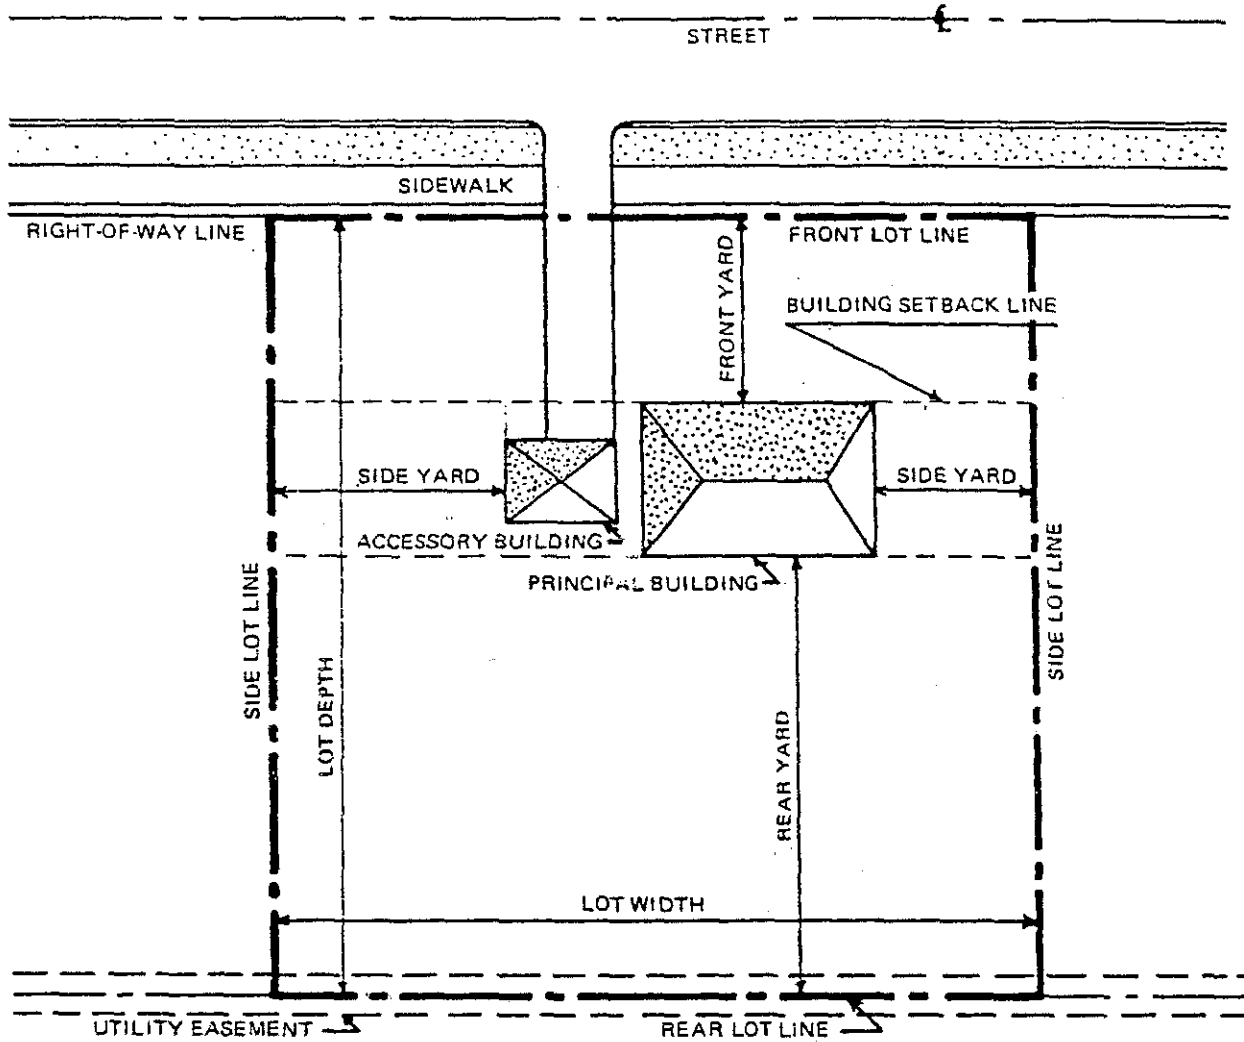 STREET
SIDEWALK
RIGHT-OF-WAY LINE
FRONT LOT LINE
FRONT YARD
BUILDING SETBACK LINE
SIDE YARD
SIDE YARD
ACCESSORY BUILDING
PRINCIPAL BUILDING
SIDE LOT LINE
LOT DEPTH
REAR YARD
SIDE LOT LINE
LOT WIDTH
UTILITY EASEMENT
REAR LOT LINE